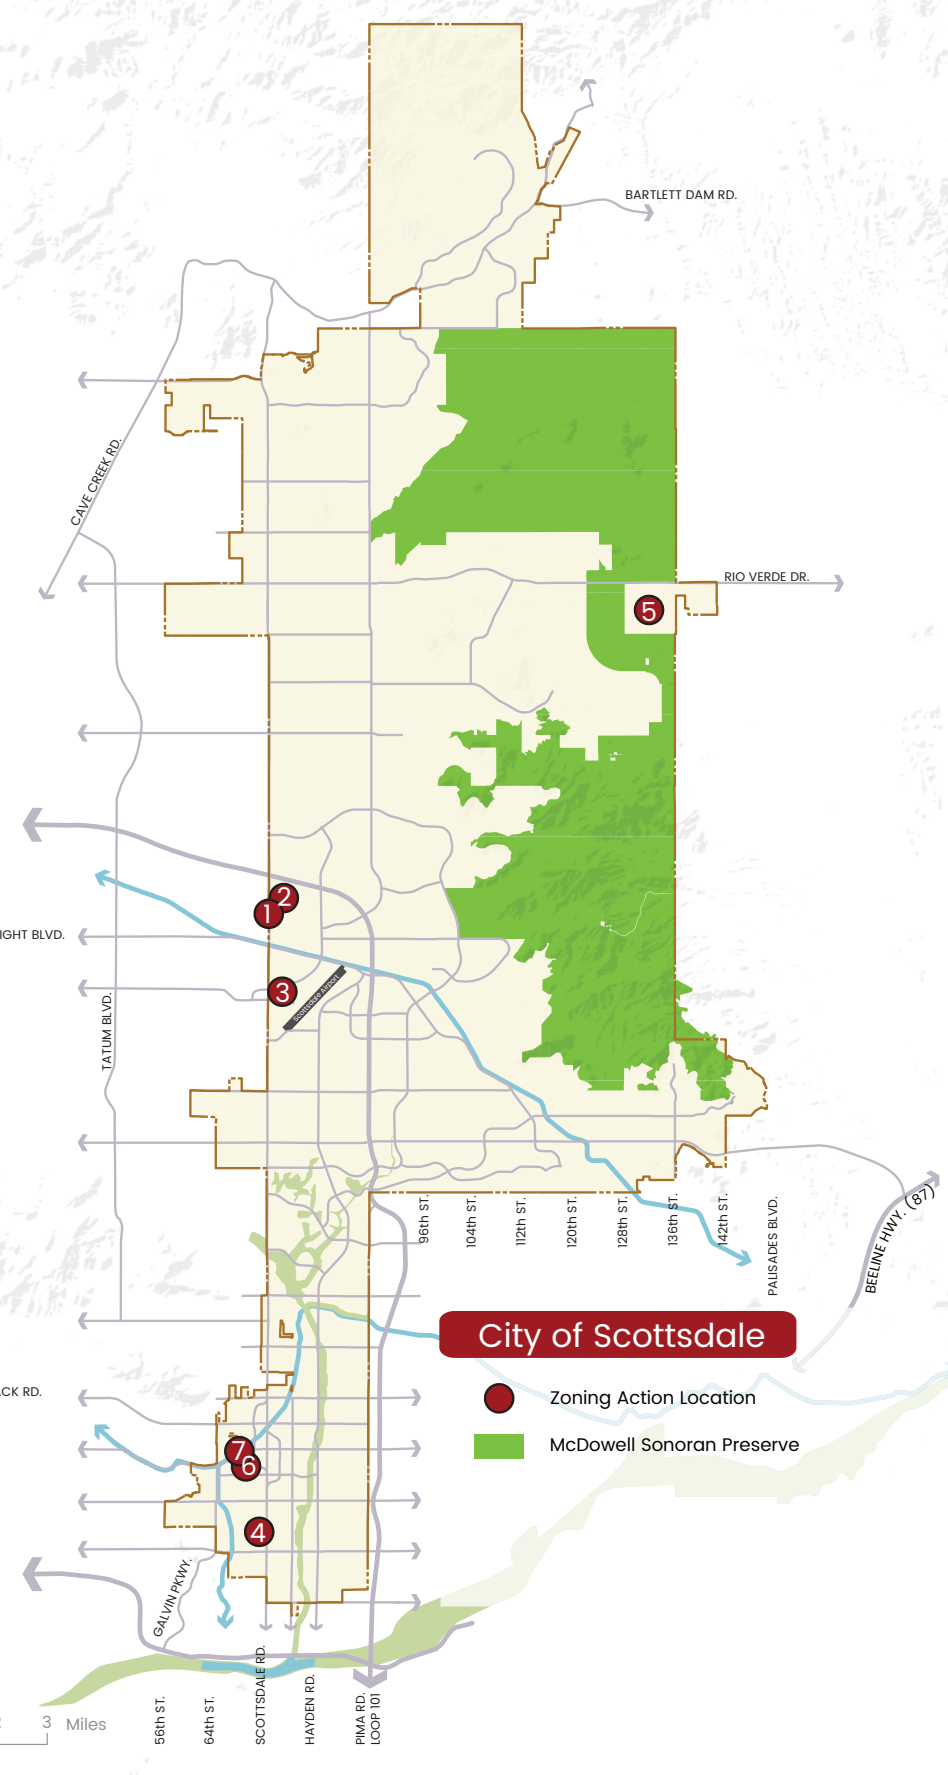 BARTLETT DAM RD.
CAVE CREEK RD.
RIO VERDE DR.
5
2
1
IGHT BLVD.
3
Scottsdale Airport
TATUM BLVD.
96th ST.
104th ST.
112th ST.
120th ST.
128th ST.
136th ST.
142th ST.
PALISADES BLVD.
BEELINE HWY. (87)
City of Scottsdale
Zoning Action Location
McDowell Sonoran Preserve
ACK RD.
7
6
4
GALVIN PKWY.
56th ST.
64th ST.
SCOTTSDALE RD.
HAYDEN RD.
PIMA RD.
LOOP 101
3 Miles